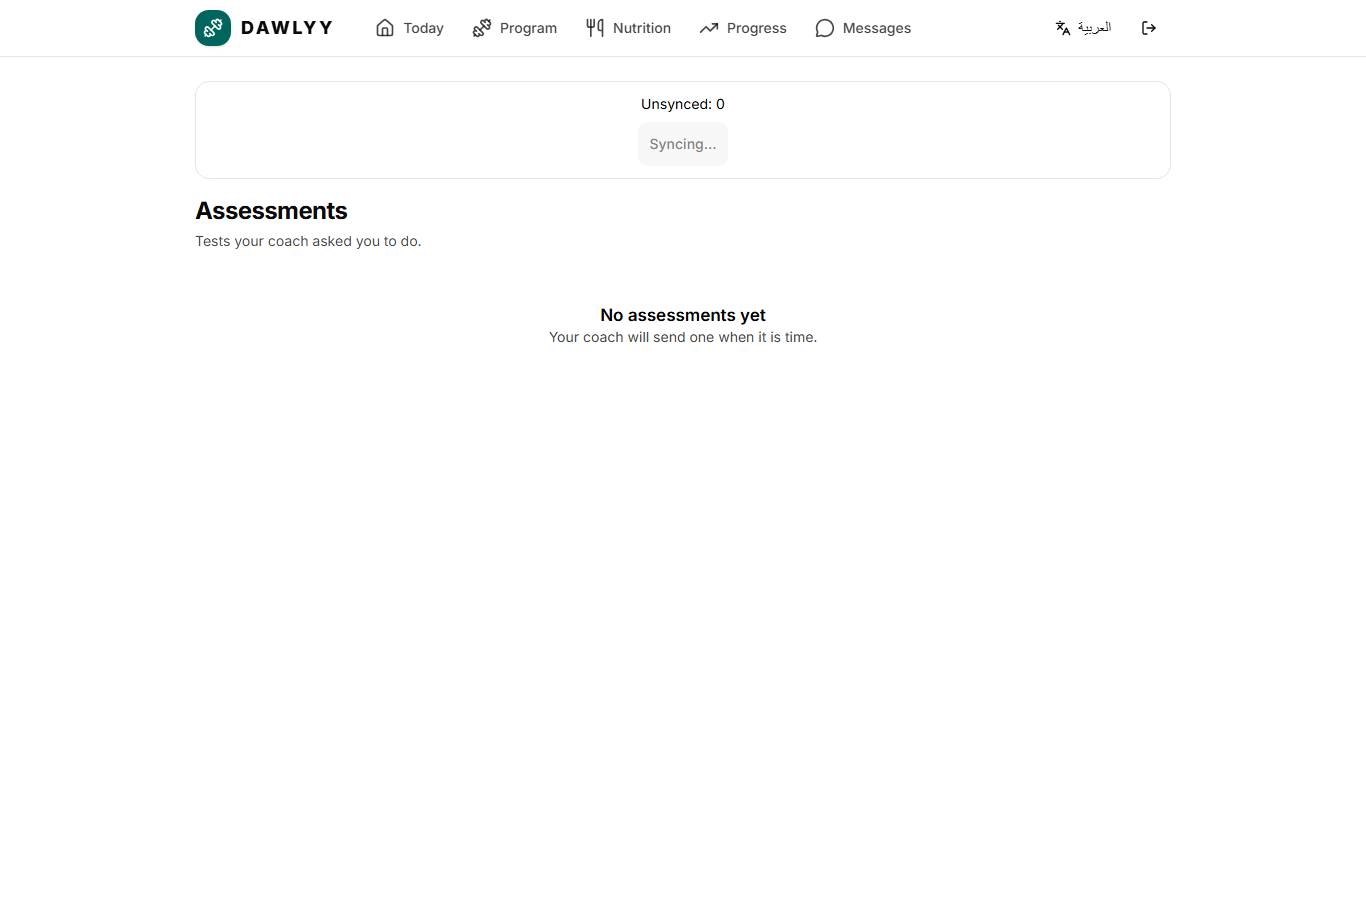 DAWLYY
Today
Program
Nutrition
Progress
Messages
العربية
Unsynced: 0
Syncing...
Assessments
Tests your coach asked you to do.
No assessments yet
Your coach will send one when it is time.